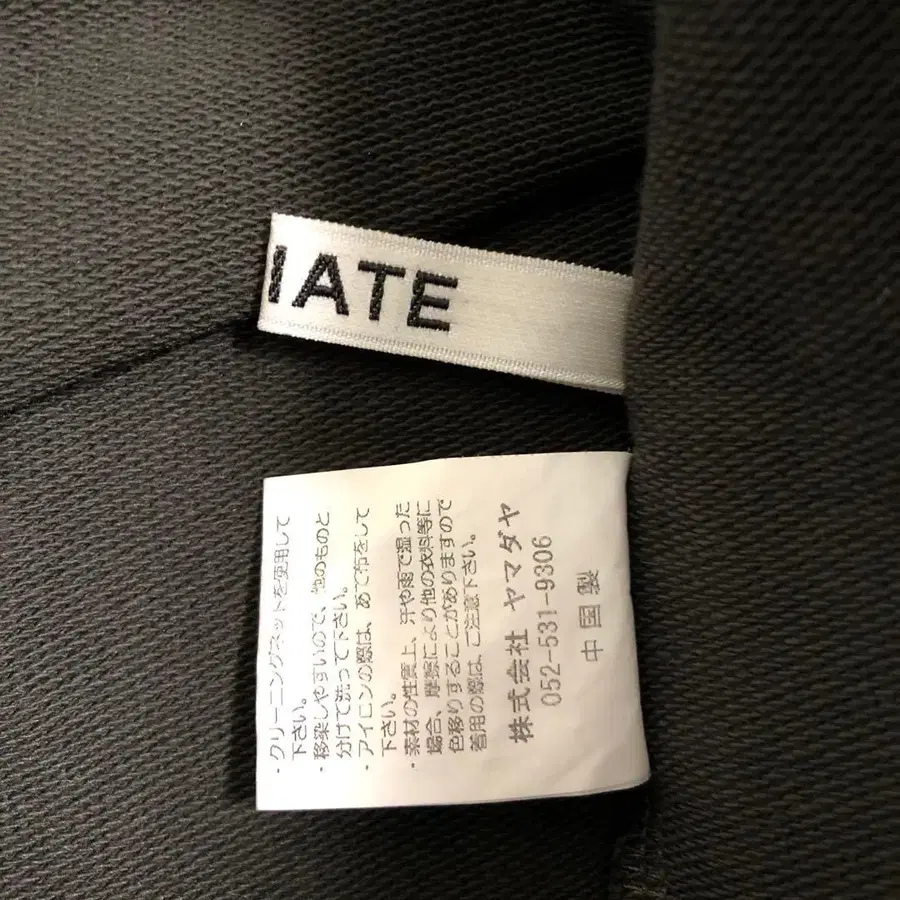 IATE
・クリーニングネットを使用して
下さい。
・移染しやすいので、他のものと
分けて洗って下さい。
・アイロンの際は、あて布をして
下さい。
・素材の性質上、汗や雨で湿った
場合、摩擦により他の衣料等に
色移りすることがありますので
着用の際は、ご注意下さい。
株式会社 ヤマダヤ
052-531-9306
中国製